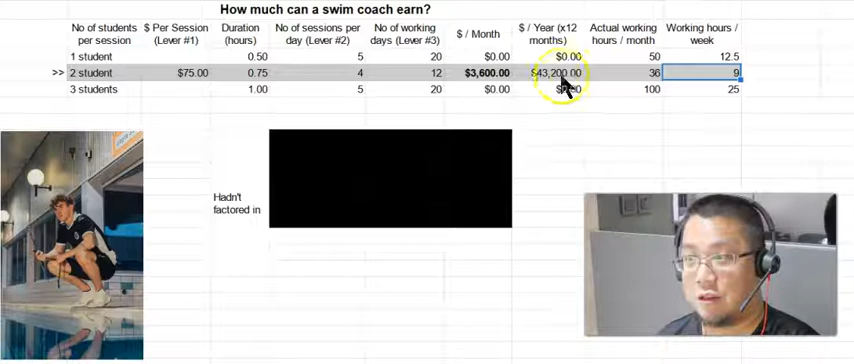 How much can a swim coach earn?
No of students per session $ Per Session (Lever #1) Duration (hours) No of sessions per day (Lever #2) No of working days (Lever #3) $ / Month $ / Year (x12 months) Actual working hours / month Working hours / week
1 student 0.50 5 20 $0.00 $0.00 50 12.5
>> 2 student $75.00 0.75 4 12 $3,600.00 $43,200.00 36 9
3 students 1.00 5 20 $0.00 100 25
Hadn't
factored in